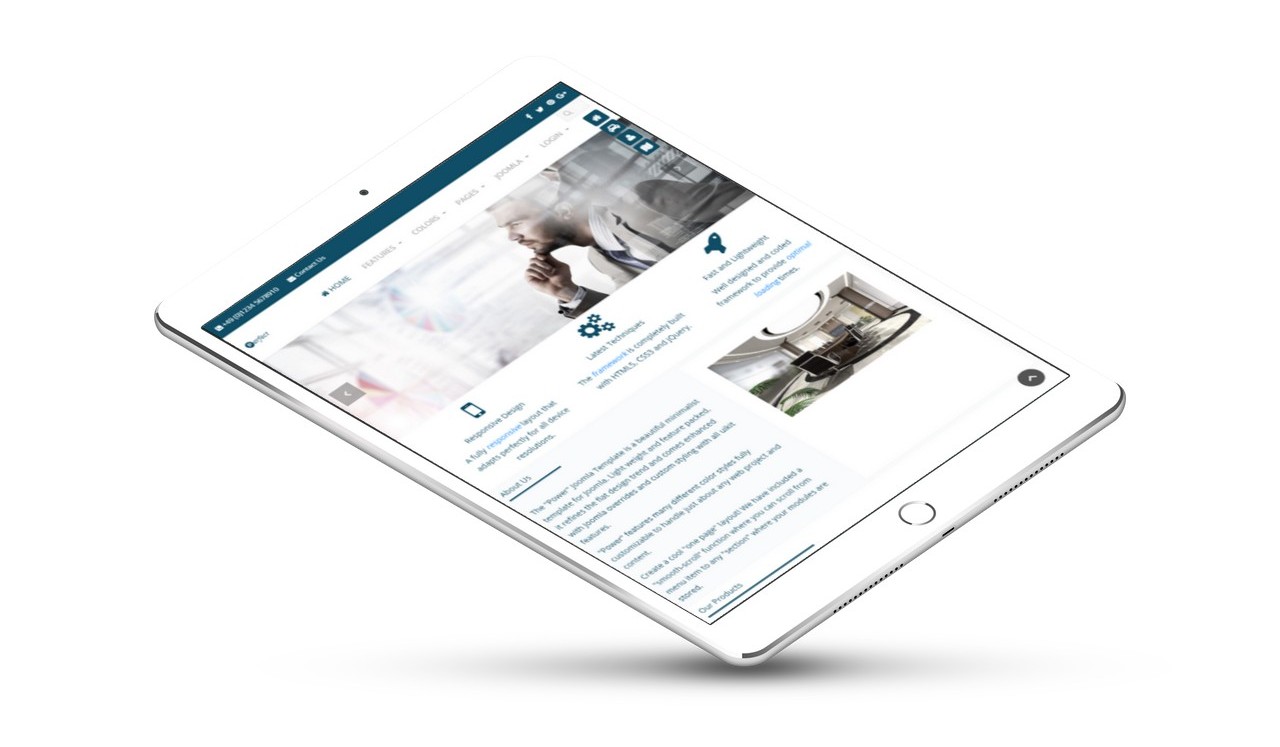 +49 (0)1234 5678910
Contact Us
HOME
FEATURES
COLORS
PAGES
JOOMLA
LOGIN
Responsive Design
A fully responsive layout that
adapts perfectly for all device
resolutions.
Latest Techniques
The framework is completely built
with HTML5, CSS3 and jQuery.
Fast and Lightweight
Well designed and coded
framework to provide optimal
loading times.
About Us
The "Power" Joomla Template is a beautiful minimalist
template for Joomla. Light weight and feature packed.
It refines the flat design trend and comes enhanced
with Joomla overrides and custom styling with all uikit
features.
"Power" features many different color styles fully
customizable to handle just about any web project and
content.
Create a cool "one page" layout! We have included a
"smooth-scroll" function where you can scroll from
menu item to any "section" where your modules are
stored.
Our Products